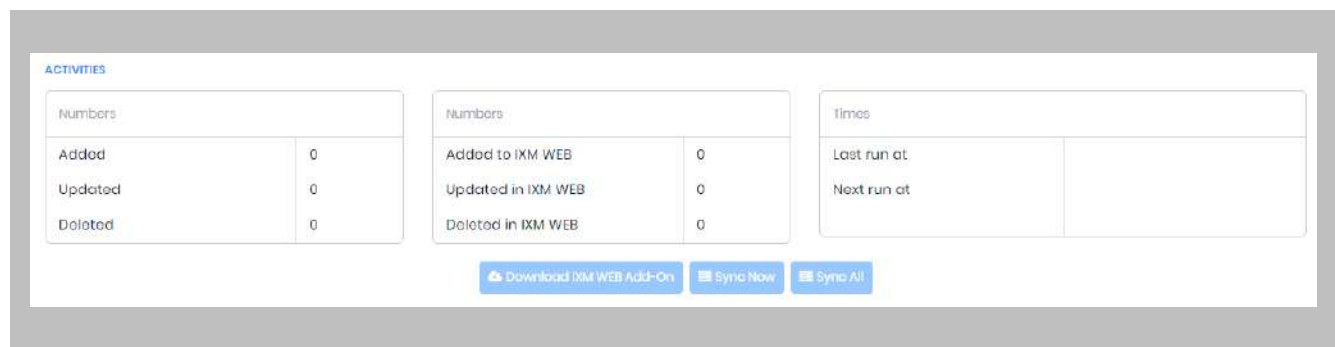 ACTIVITIES
Numbers
Added 0
Updated 0
Deleted 0
Numbers
Added to IXM WEB 0
Updated in IXM WEB 0
Deleted in IXM WEB 0
Times
Last run at
Next run at
Download IXM WEB Add-On
Sync Now
Sync All